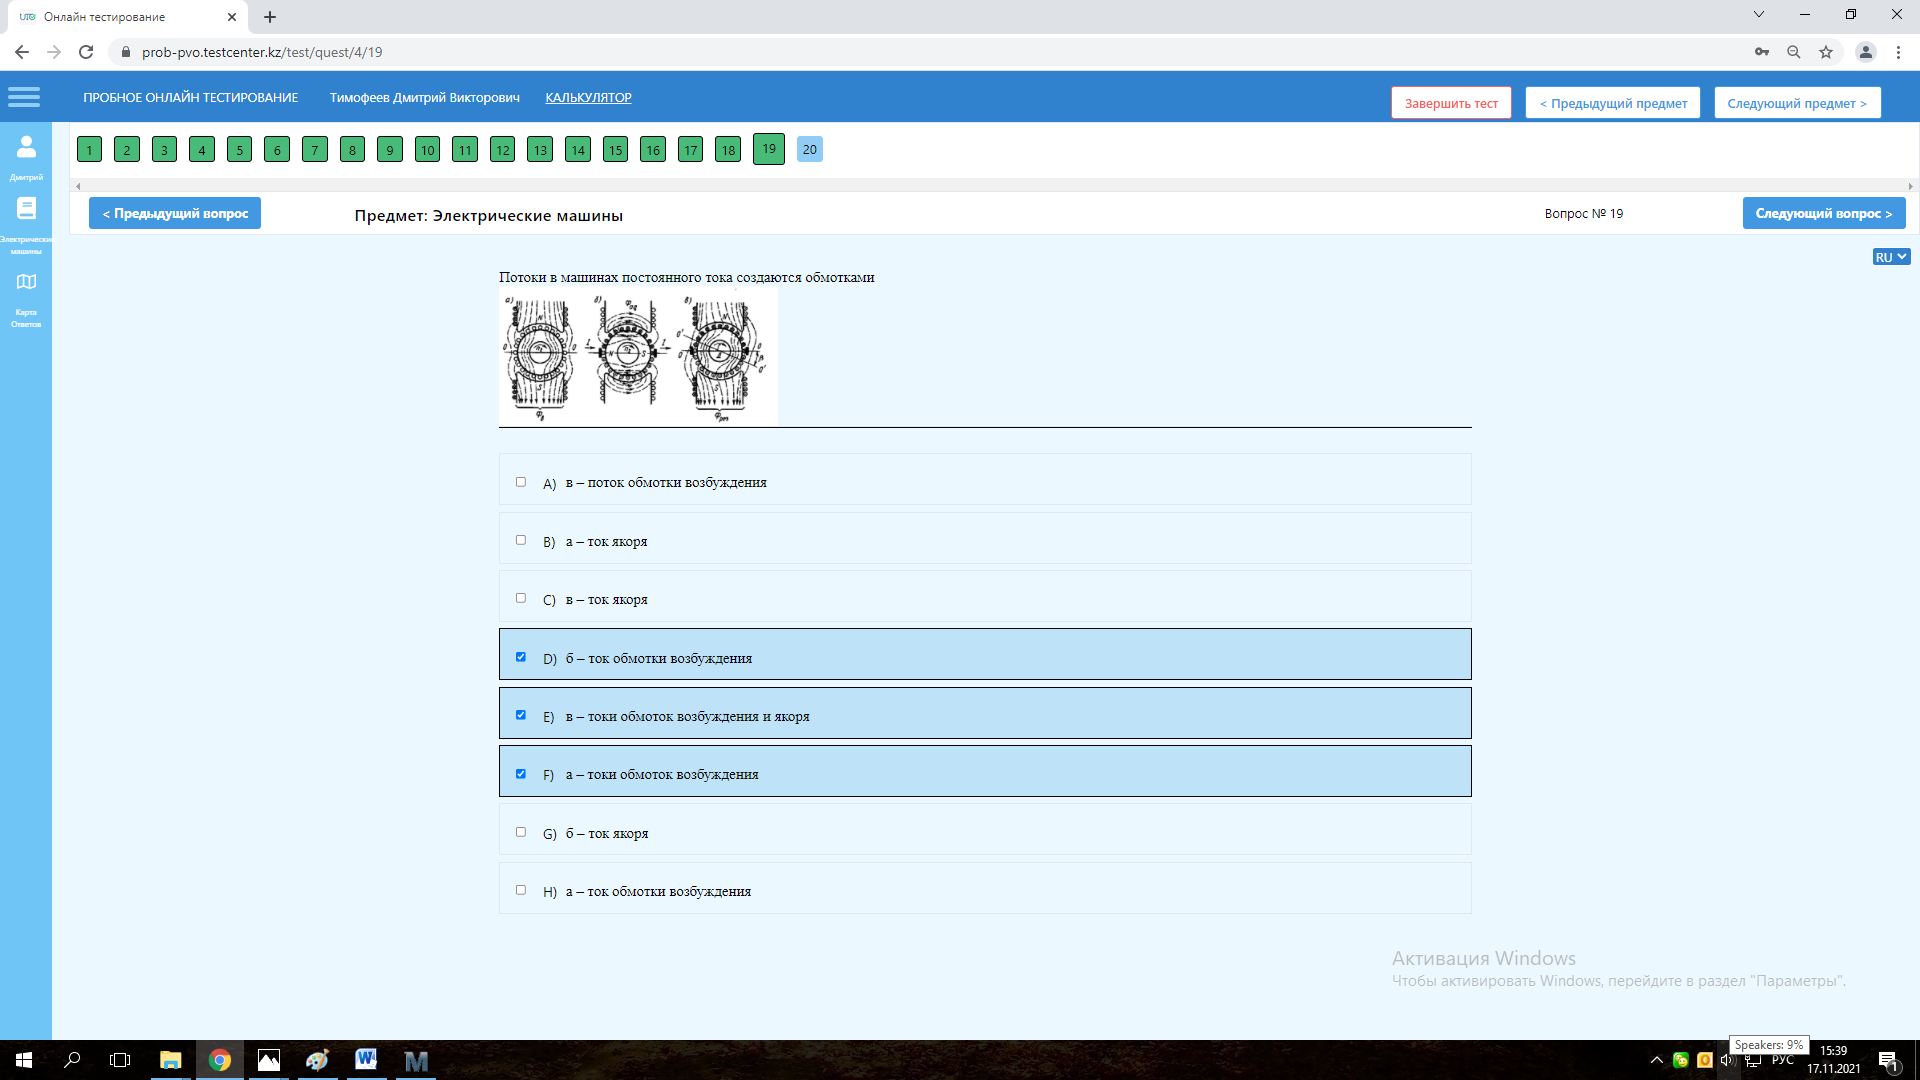 Онлайн тестирование
prob-pvo.testcenter.kz/test/quest/4/19
ПРОБНОЕ ОНЛАЙН ТЕСТИРОВАНИЕ Тимофеев Дмитрий Викторович КАЛЬКУЛЯТОР
Завершить тест < Предыдущий предмет Следующий предмет >
Дмитрий
Электрические машины
Карта Ответов
1 2 3 4 5 6 7 8 9 10 11 12 13 14 15 16 17 18 19 20
< Предыдущий вопрос Предмет: Электрические машины Вопрос № 19 Следующий вопрос >
RU
Потоки в машинах постоянного тока создаются обмотками
а) б) в)
A) в – поток обмотки возбуждения
B) а – ток якоря
C) в – ток якоря
D) б – ток обмотки возбуждения
E) в – токи обмоток возбуждения и якоря
F) а – токи обмоток возбуждения
G) б – ток якоря
H) а – ток обмотки возбуждения
Активация Windows
Чтобы активировать Windows, перейдите в раздел "Параметры".
Speakers: 9%
РУС
15:39
17.11.2021
1